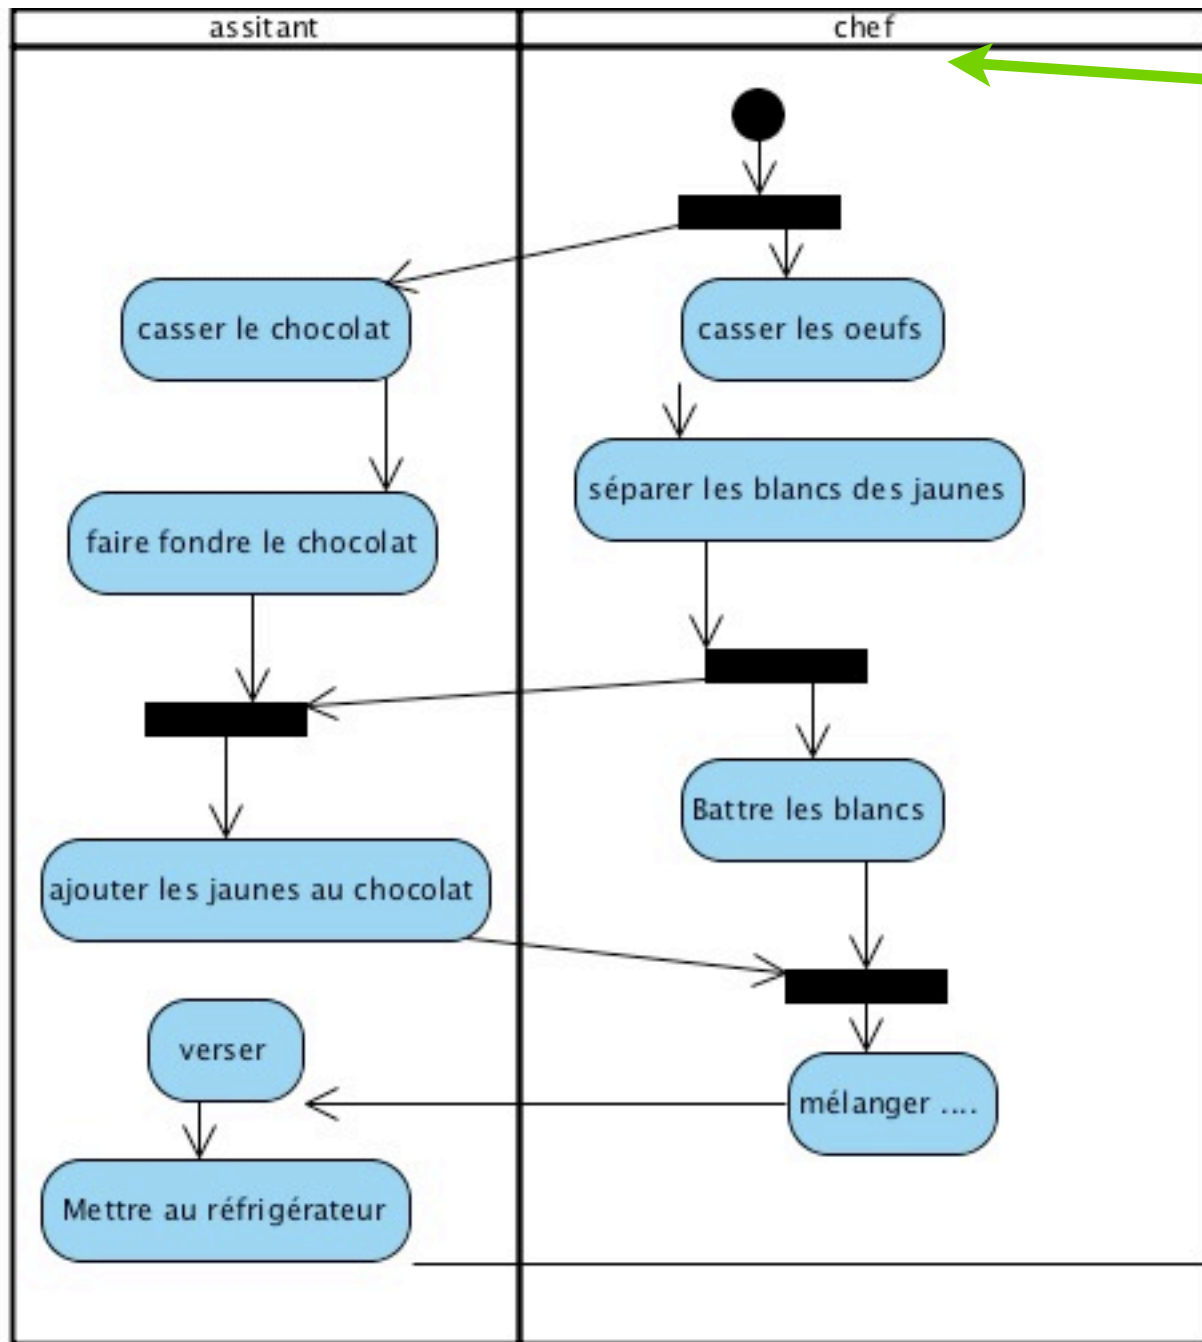 assitant
chef
casser le chocolat
casser les oeufs
séparer les blancs des jaunes
faire fondre le chocolat
Battre les blancs
ajouter les jaunes au chocolat
verser
mélanger ....
Mettre au réfrigérateur